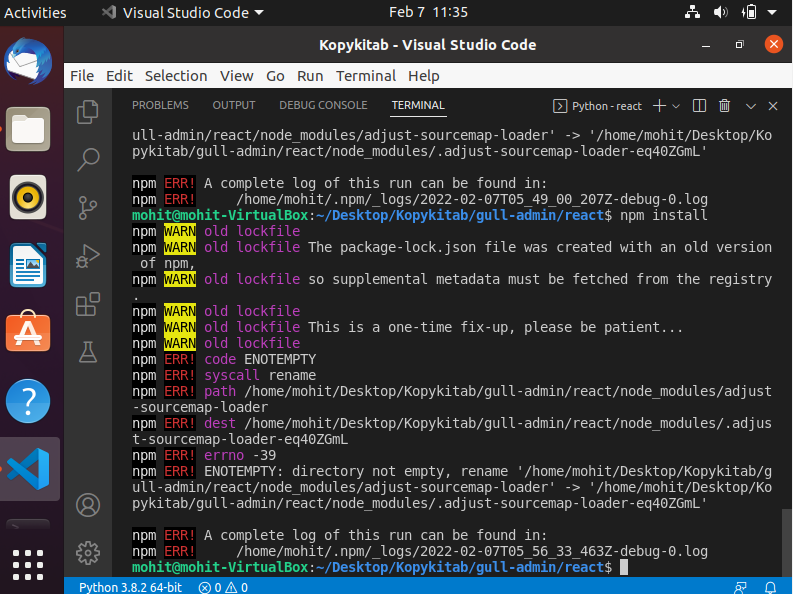 Activities Visual Studio Code Feb 7 11:35
Kopykitab - Visual Studio Code
File Edit Selection View Go Run Terminal Help
PROBLEMS OUTPUT DEBUG CONSOLE TERMINAL Python - react
ull-admin/react/node_modules/adjust-sourcemap-loader' -> '/home/mohit/Desktop/Ko
pykitab/gull-admin/react/node_modules/.adjust-sourcemap-loader-eq40ZGmL'
npm ERR! A complete log of this run can be found in:
npm ERR!     /home/mohit/.npm/_logs/2022-02-07T05_49_00_207Z-debug-0.log
mohit@mohit-VirtualBox:~/Desktop/Kopykitab/gull-admin/react$ npm install
npm WARN old lockfile
npm WARN old lockfile The package-lock.json file was created with an old version
 of npm,
npm WARN old lockfile so supplemental metadata must be fetched from the registry
.
npm WARN old lockfile
npm WARN old lockfile This is a one-time fix-up, please be patient...
npm WARN old lockfile
npm ERR! code ENOTEMPTY
npm ERR! syscall rename
npm ERR! path /home/mohit/Desktop/Kopykitab/gull-admin/react/node_modules/adjust
-sourcemap-loader
npm ERR! dest /home/mohit/Desktop/Kopykitab/gull-admin/react/node_modules/.adjus
t-sourcemap-loader-eq40ZGmL
npm ERR! errno -39
npm ERR! ENOTEMPTY: directory not empty, rename '/home/mohit/Desktop/Kopykitab/g
ull-admin/react/node_modules/adjust-sourcemap-loader' -> '/home/mohit/Desktop/Ko
pykitab/gull-admin/react/node_modules/.adjust-sourcemap-loader-eq40ZGmL'
npm ERR! A complete log of this run can be found in:
npm ERR!     /home/mohit/.npm/_logs/2022-02-07T05_56_33_463Z-debug-0.log
mohit@mohit-VirtualBox:~/Desktop/Kopykitab/gull-admin/react$
Python 3.8.2 64-bit 0 0